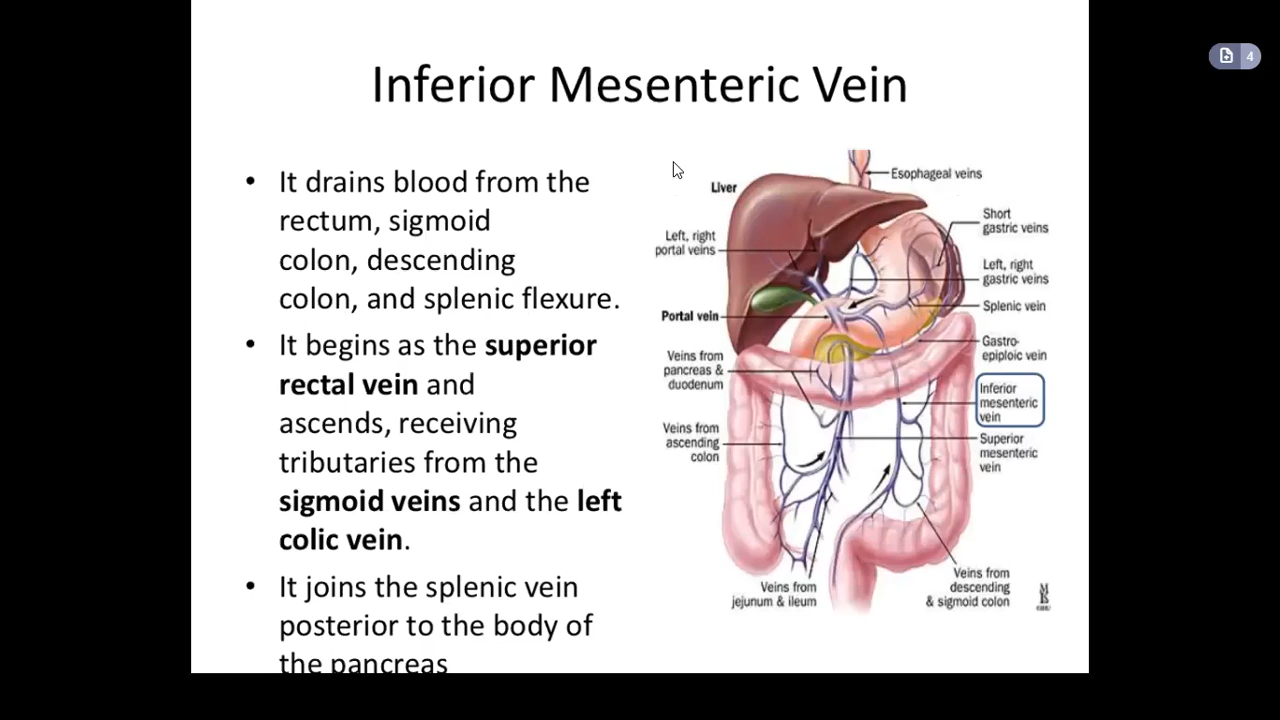 4
Inferior Mesenteric Vein
• It drains blood from the
rectum, sigmoid
colon, descending
colon, and splenic flexure.
• It begins as the superior
rectal vein and
ascends, receiving
tributaries from the
sigmoid veins and the left
colic vein.
• It joins the splenic vein
posterior to the body of
the pancreas
Esophageal veins
Liver
Short
gastric veins
Left, right
portal veins
Left, right
gastric veins
Splenic vein
Portal vein
Gastro-
epiploic vein
Veins from
pancreas &
duodenum
Inferior
mesenteric
vein
Veins from
ascending
colon
Superior
mesenteric
vein
Veins from
jejunum & ileum
Veins from
descending
& sigmoid colon